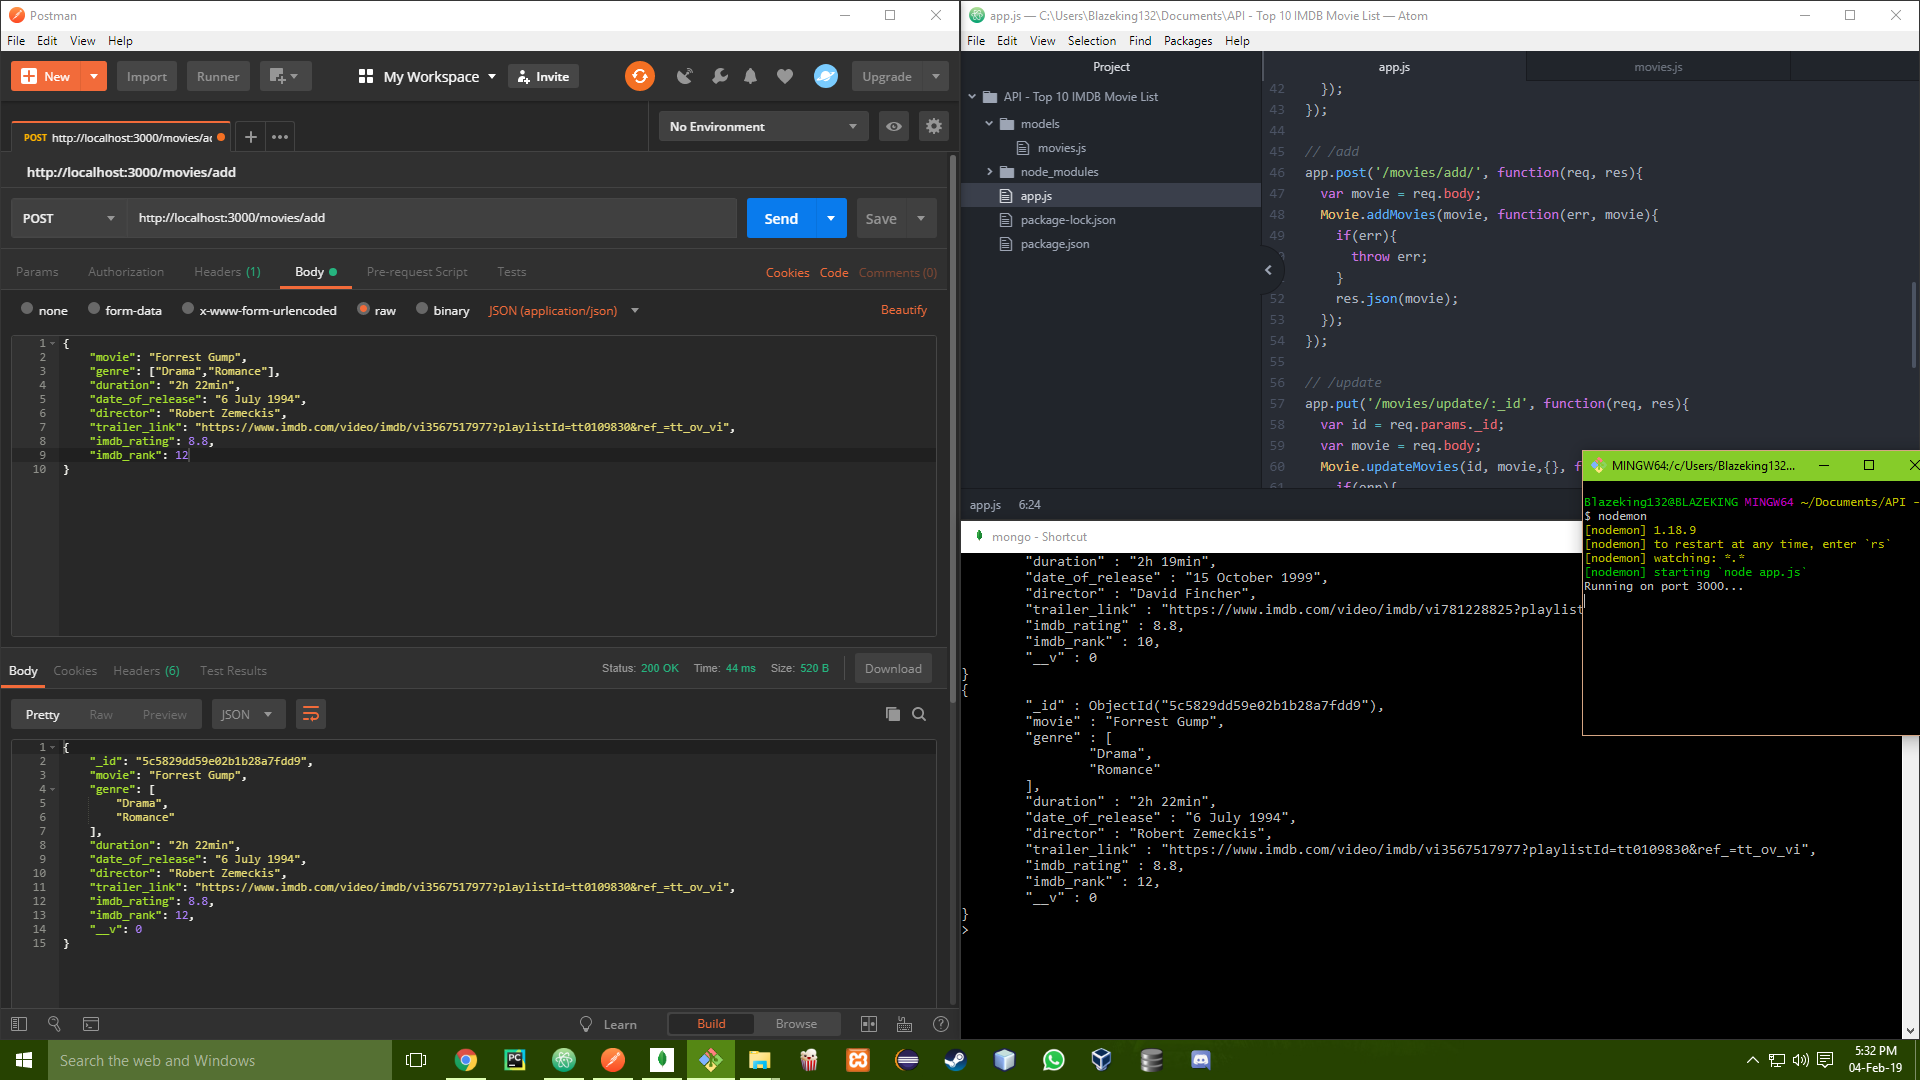 Postman
File Edit View Help
New Import Runner My Workspace Invite Upgrade
POST http://localhost:3000/movies/ac
No Environment
http://localhost:3000/movies/add
POST http://localhost:3000/movies/add Send Save
Params Authorization Headers (1) Body Pre-request Script Tests Cookies Code Comments (0)
none form-data x-www-form-urlencoded raw binary JSON (application/json) Beautify
1 {
2 "movie": "Forrest Gump",
3 "genre": ["Drama","Romance"],
4 "duration": "2h 22min",
5 "date_of_release": "6 July 1994",
6 "director": "Robert Zemeckis",
7 "trailer_link": "https://www.imdb.com/video/imdb/vi3567517977?playlistId=tt0109830&ref_=tt_ov_vi",
8 "imdb_rating": 8.8,
9 "imdb_rank": 12
10 }
Body Cookies Headers (6) Test Results Status: 200 OK Time: 44 ms Size: 520 B Download
Pretty Raw Preview JSON
1 {
2 "_id": "5c5829dd59e02b1b28a7fdd9",
3 "movie": "Forrest Gump",
4 "genre": [
5 "Drama",
6 "Romance"
7 ],
8 "duration": "2h 22min",
9 "date_of_release": "6 July 1994",
10 "director": "Robert Zemeckis",
11 "trailer_link": "https://www.imdb.com/video/imdb/vi3567517977?playlistId=tt0109830&ref_=tt_ov_vi",
12 "imdb_rating": 8.8,
13 "imdb_rank": 12,
14 "__v": 0
15 }
Learn Build Browse
app.js — C:\Users\Blazeking132\Documents\API - Top 10 IMDB Movie List — Atom
File Edit View Selection Find Packages Help
Project
API - Top 10 IMDB Movie List
models
movies.js
node_modules
app.js
package-lock.json
package.json
app.js movies.js
42 });
43 });
44
45 // /add
46 app.post('/movies/add/', function(req, res){
47 var movie = req.body;
48 Movie.addMovies(movie, function(err, movie){
49 if(err){
throw err;
}
52 res.json(movie);
53 });
54 });
55
56 // /update
57 app.put('/movies/update/:_id', function(req, res){
58 var id = req.params._id;
59 var movie = req.body;
60 Movie.updateMovies(id, movie,{}, f
61 if(err){
app.js 6:24
MINGW64:/c/Users/Blazeking132...
Blazeking132@BLAZEKING MINGW64 ~/Documents/API -
$ nodemon
[nodemon] 1.18.9
[nodemon] to restart at any time, enter `rs`
[nodemon] watching: *.*
[nodemon] starting `node app.js`
Running on port 3000...
mongo - Shortcut
"duration" : "2h 19min",
"date_of_release" : "15 October 1999",
"director" : "David Fincher",
"trailer_link" : "https://www.imdb.com/video/imdb/vi781228825?playlist
"imdb_rating" : 8.8,
"imdb_rank" : 10,
"__v" : 0
}
{
"_id" : ObjectId("5c5829dd59e02b1b28a7fdd9"),
"movie" : "Forrest Gump",
"genre" : [
"Drama",
"Romance"
],
"duration" : "2h 22min",
"date_of_release" : "6 July 1994",
"director" : "Robert Zemeckis",
"trailer_link" : "https://www.imdb.com/video/imdb/vi3567517977?playlistId=tt0109830&ref_=tt_ov_vi",
"imdb_rating" : 8.8,
"imdb_rank" : 12,
"__v" : 0
}
>
Search the web and Windows
PC
5:32 PM
04-Feb-19